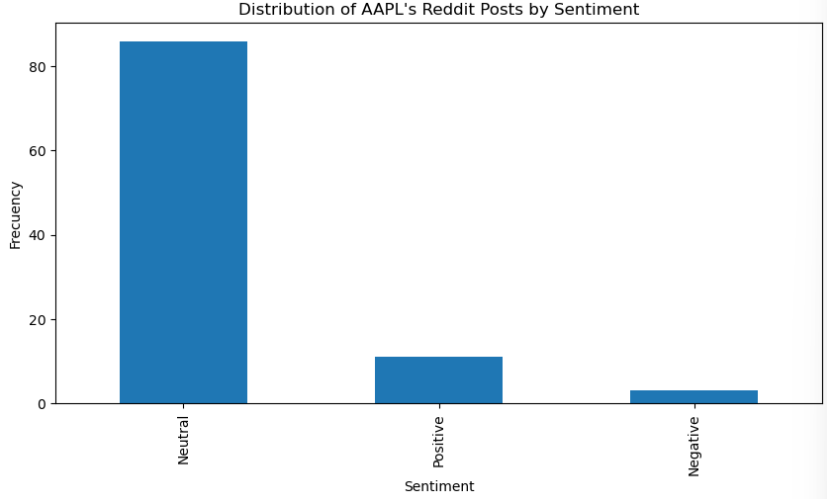 Distribution of AAPL's Reddit Posts by Sentiment
Frecuency
80
60
40
20
0
Neutral
Positive
Negative
Sentiment